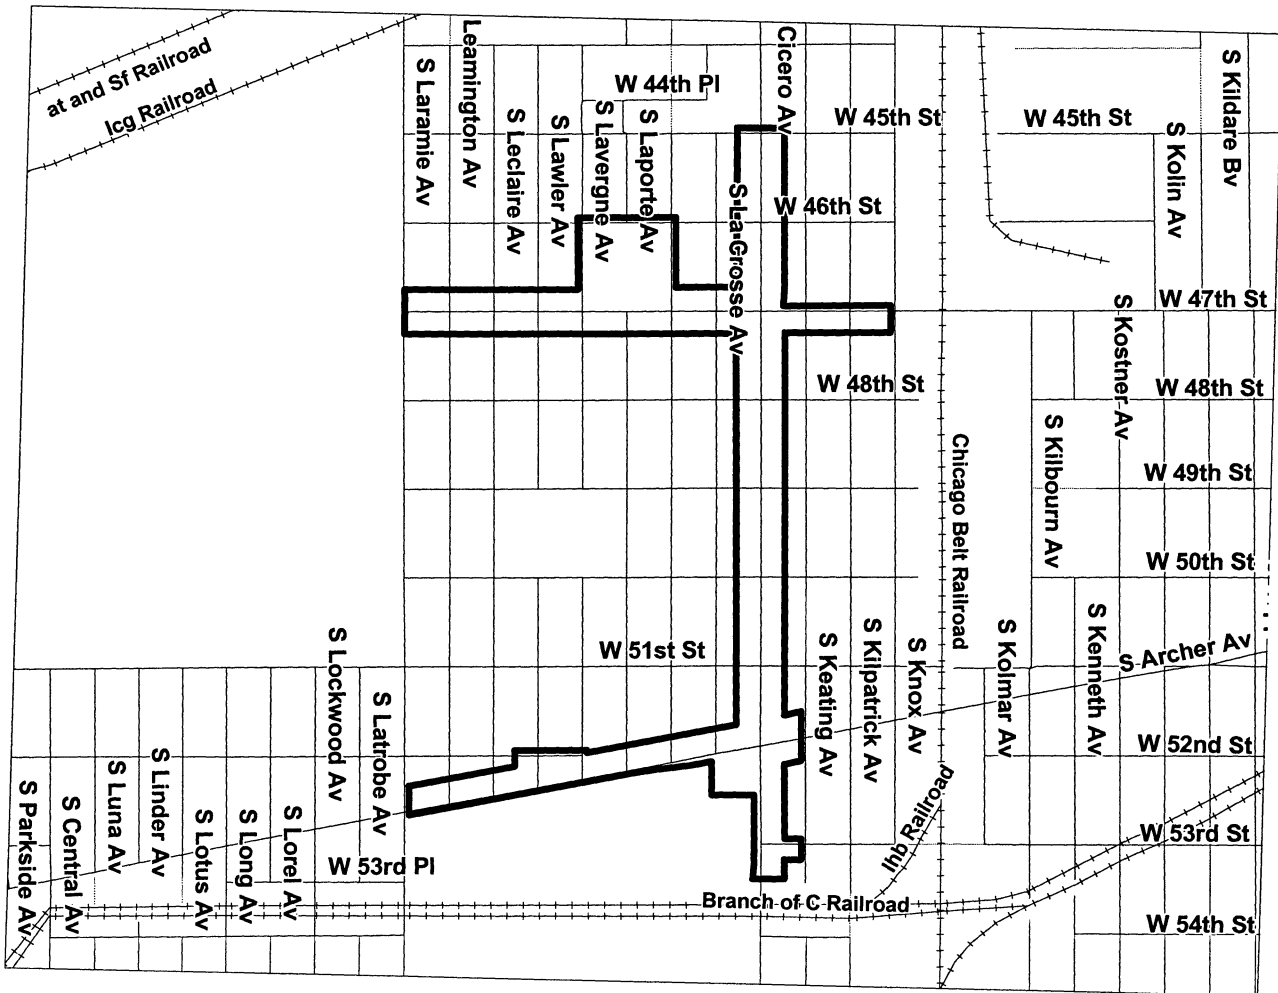 at and Sf Railroad
Icg Railroad
S Laramie Av
Leamington Av
S Leclaire Av
S Lawler Av
S Lavergne Av
S Laporte Av
W 44th Pl
Cicero Av
W 45th St
W 45th St
S Kolin Av
S Kildare Bv
S La Crosse Av
W 46th St
W 47th St
S Kostner Av
W 48th St
W 48th St
S Kilbourn Av
Chicago Belt Railroad
W 49th St
W 50th St
W 51st St
S Keating Av
S Kilpatrick Av
S Knox Av
S Kolmar Av
S Kenneth Av
S Archer Av
S Lockwood Av
S Latrobe Av
W 52nd St
S Parkside Av
S Central Av
S Luna Av
S Linder Av
S Lotus Av
S Long Av
S Lorel Av
W 53rd Pl
Ihb Railroad
W 53rd St
Branch of C Railroad
W 54th St